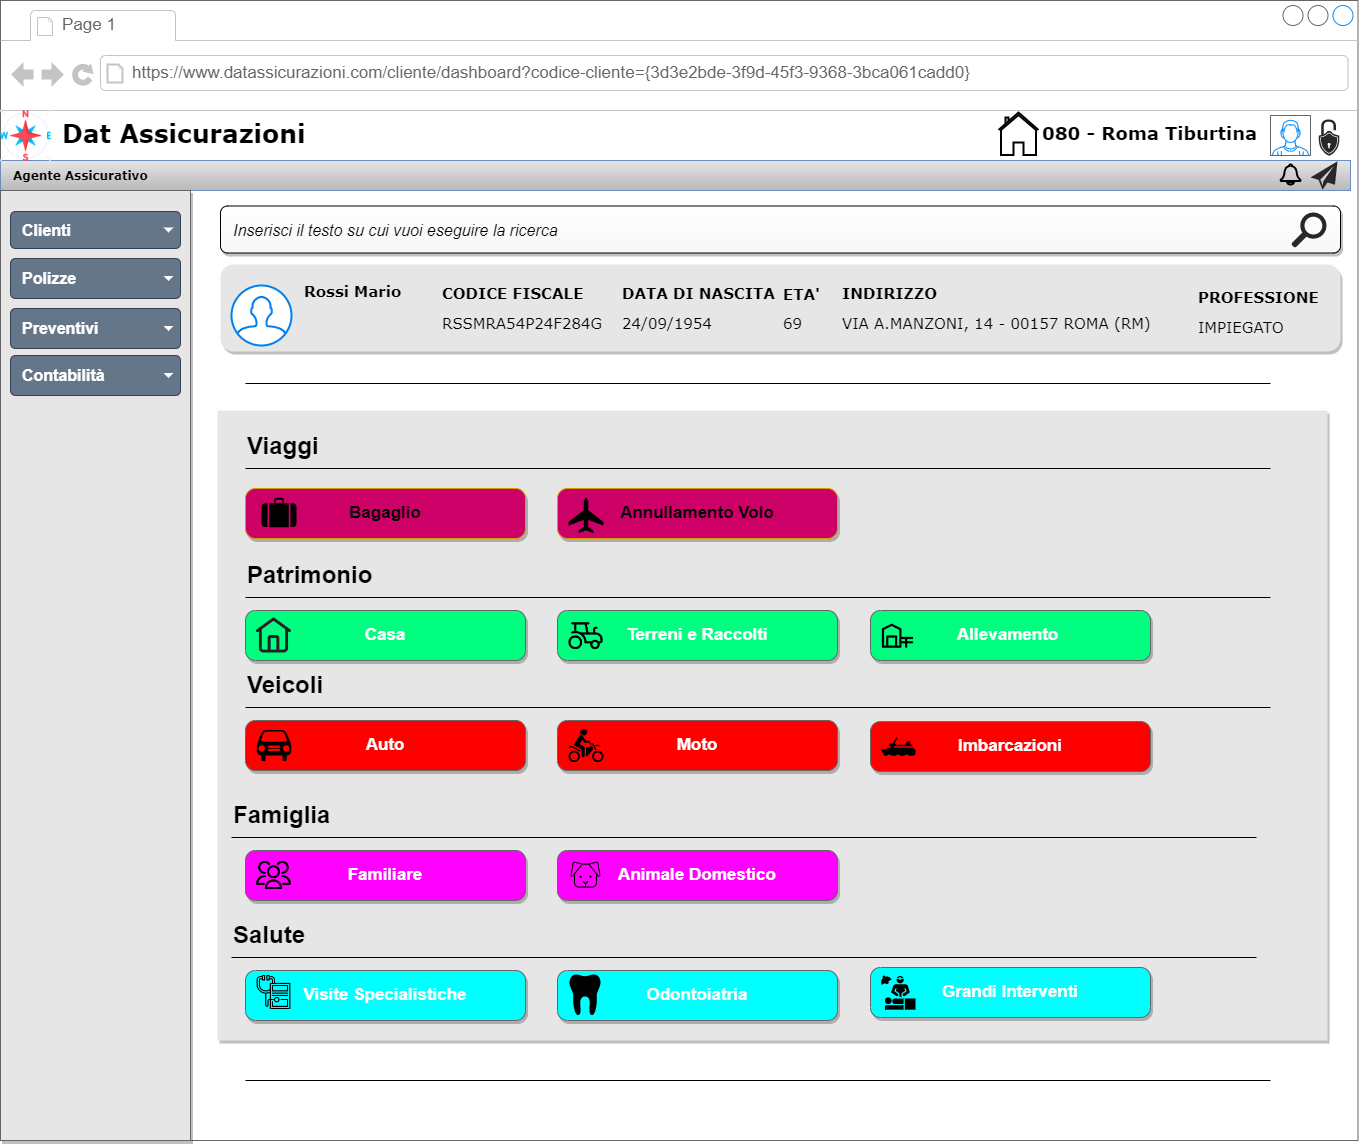 Page 1
https://www.datassicurazioni.com/cliente/dashboard?codice-cliente={3d3e2bde-3f9d-45f3-9368-3bca061cadd0}
N
W E
S
Dat Assicurazioni
080 - Roma Tiburtina
Agente Assicurativo
Clienti
Polizze
Preventivi
Contabilità
Inserisci il testo su cui vuoi eseguire la ricerca
Rossi Mario
CODICE FISCALE
RSSMRA54P24F284G
DATA DI NASCITA
24/09/1954
ETA'
69
INDIRIZZO
VIA A.MANZONI, 14 - 00157 ROMA (RM)
PROFESSIONE
IMPIEGATO
Viaggi
Bagaglio
Annullamento Volo
Patrimonio
Casa
Terreni e Raccolti
Allevamento
Veicoli
Auto
Moto
Imbarcazioni
Famiglia
Familiare
Animale Domestico
Salute
Visite Specialistiche
Odontoiatria
Grandi Interventi